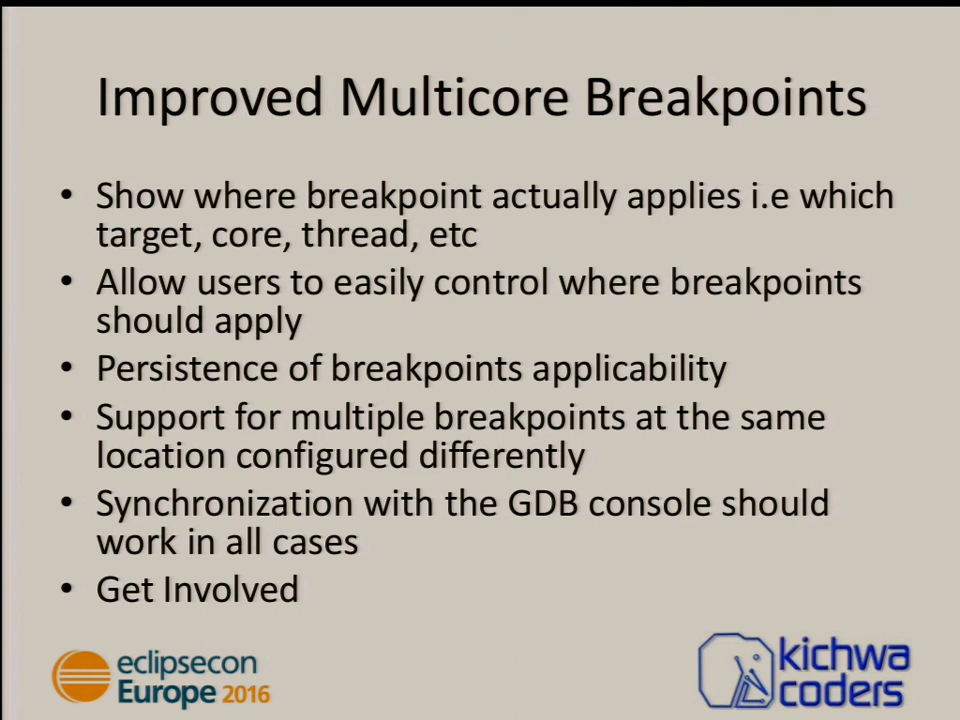 Improved Multicore Breakpoints
• Show where breakpoint actually applies i.e which
target, core, thread, etc
• Allow users to easily control where breakpoints
should apply
• Persistence of breakpoints applicability
• Support for multiple breakpoints at the same
location configured differently
• Synchronization with the GDB console should
work in all cases
• Get Involved
eclipsecon
Europe 2016
kichwa
coders